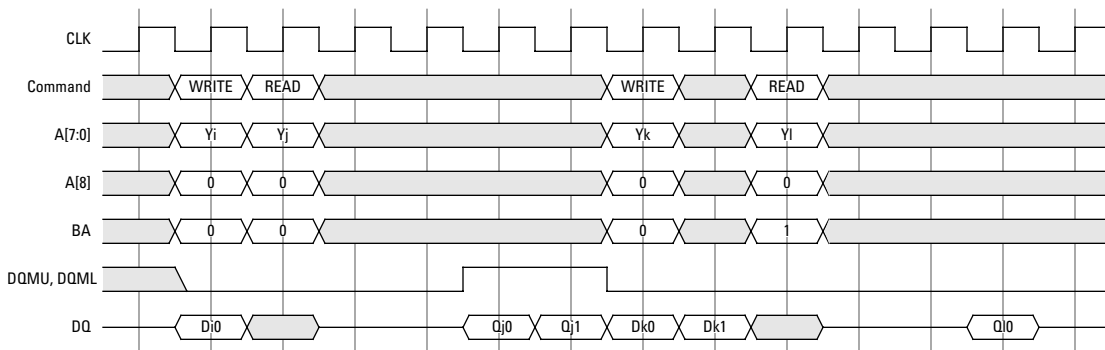 CLK
Command WRITE READ WRITE READ
A[7:0] Yi Yj Yk Yl
A[8] 0 0 0 0
BA 0 0 0 1
DQMU, DQML
DQ Di0 Qj0 Qj1 Dk0 Dk1 Ql0